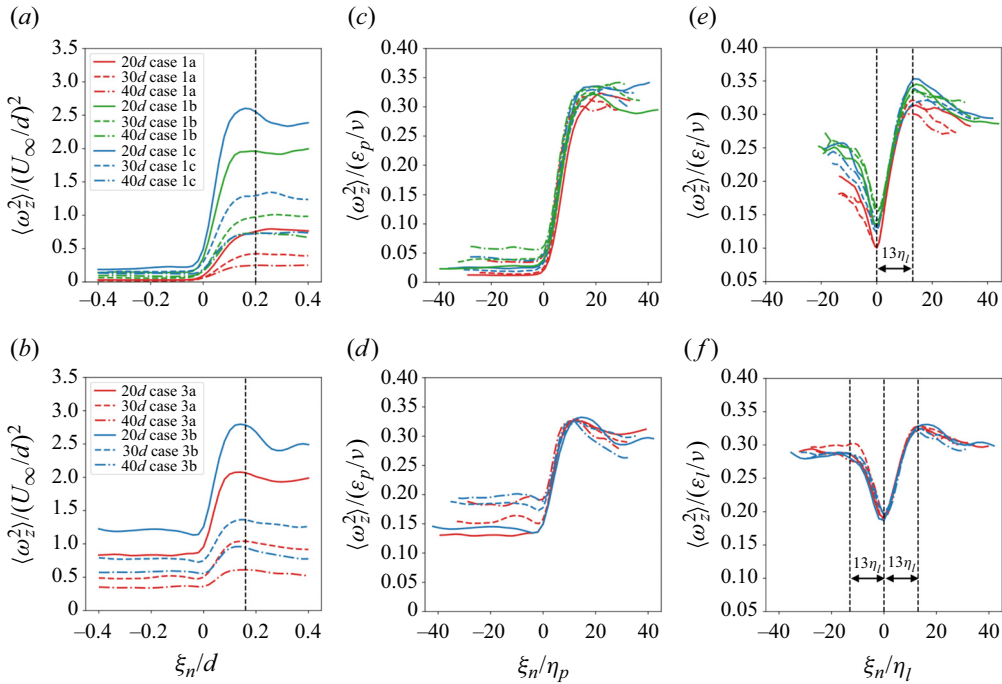 (a)
⟨ω_z^2⟩/(U_∞/d)^2
3.5
3.0
2.5
2.0
1.5
1.0
0.5
0
20d case 1a
30d case 1a
40d case 1a
20d case 1b
30d case 1b
40d case 1b
20d case 1c
30d case 1c
40d case 1c
−0.4 −0.2 0 0.2 0.4
(c)
⟨ω_z^2⟩/(ε_p/ν)
0.40
0.35
0.30
0.25
0.20
0.15
0.10
0.05
0
−40 −20 0 20 40
(e)
⟨ω_z^2⟩/(ε_l/ν)
0.40
0.35
0.30
0.25
0.20
0.15
0.10
0.05
13η_l
−40 −20 0 20 40
(b)
⟨ω_z^2⟩/(U_∞/d)^2
3.5
3.0
2.5
2.0
1.5
1.0
0.5
0
20d case 3a
30d case 3a
40d case 3a
20d case 3b
30d case 3b
40d case 3b
−0.4 −0.2 0 0.2 0.4
ξ_n/d
(d)
⟨ω_z^2⟩/(ε_p/ν)
0.40
0.35
0.30
0.25
0.20
0.15
0.10
0.05
0
−40 −20 0 20 40
ξ_n/η_p
(f)
⟨ω_z^2⟩/(ε_l/ν)
0.40
0.35
0.30
0.25
0.20
0.15
0.10
0.05
13η_l 13η_l
−40 −20 0 20 40
ξ_n/η_l